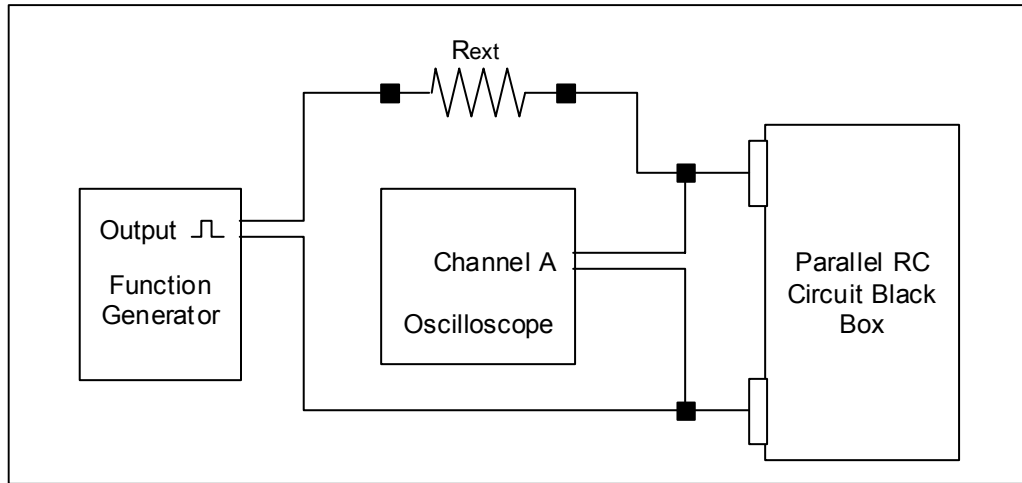 Rext
Output
Function
Generator
Channel A
Oscilloscope
Parallel RC
Circuit Black
Box